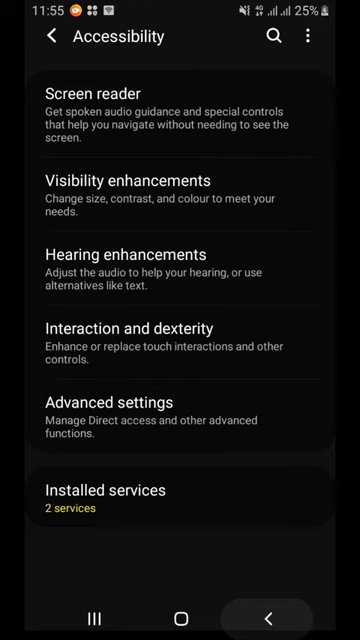 11:55 4G 25%
Accessibility
Screen reader
Get spoken audio guidance and special controls
that help you navigate without needing to see the
screen.
Visibility enhancements
Change size, contrast, and colour to meet your
needs.
Hearing enhancements
Adjust the audio to help your hearing, or use
alternatives like text.
Interaction and dexterity
Enhance or replace touch interactions and other
controls.
Advanced settings
Manage Direct access and other advanced
functions.
Installed services
2 services